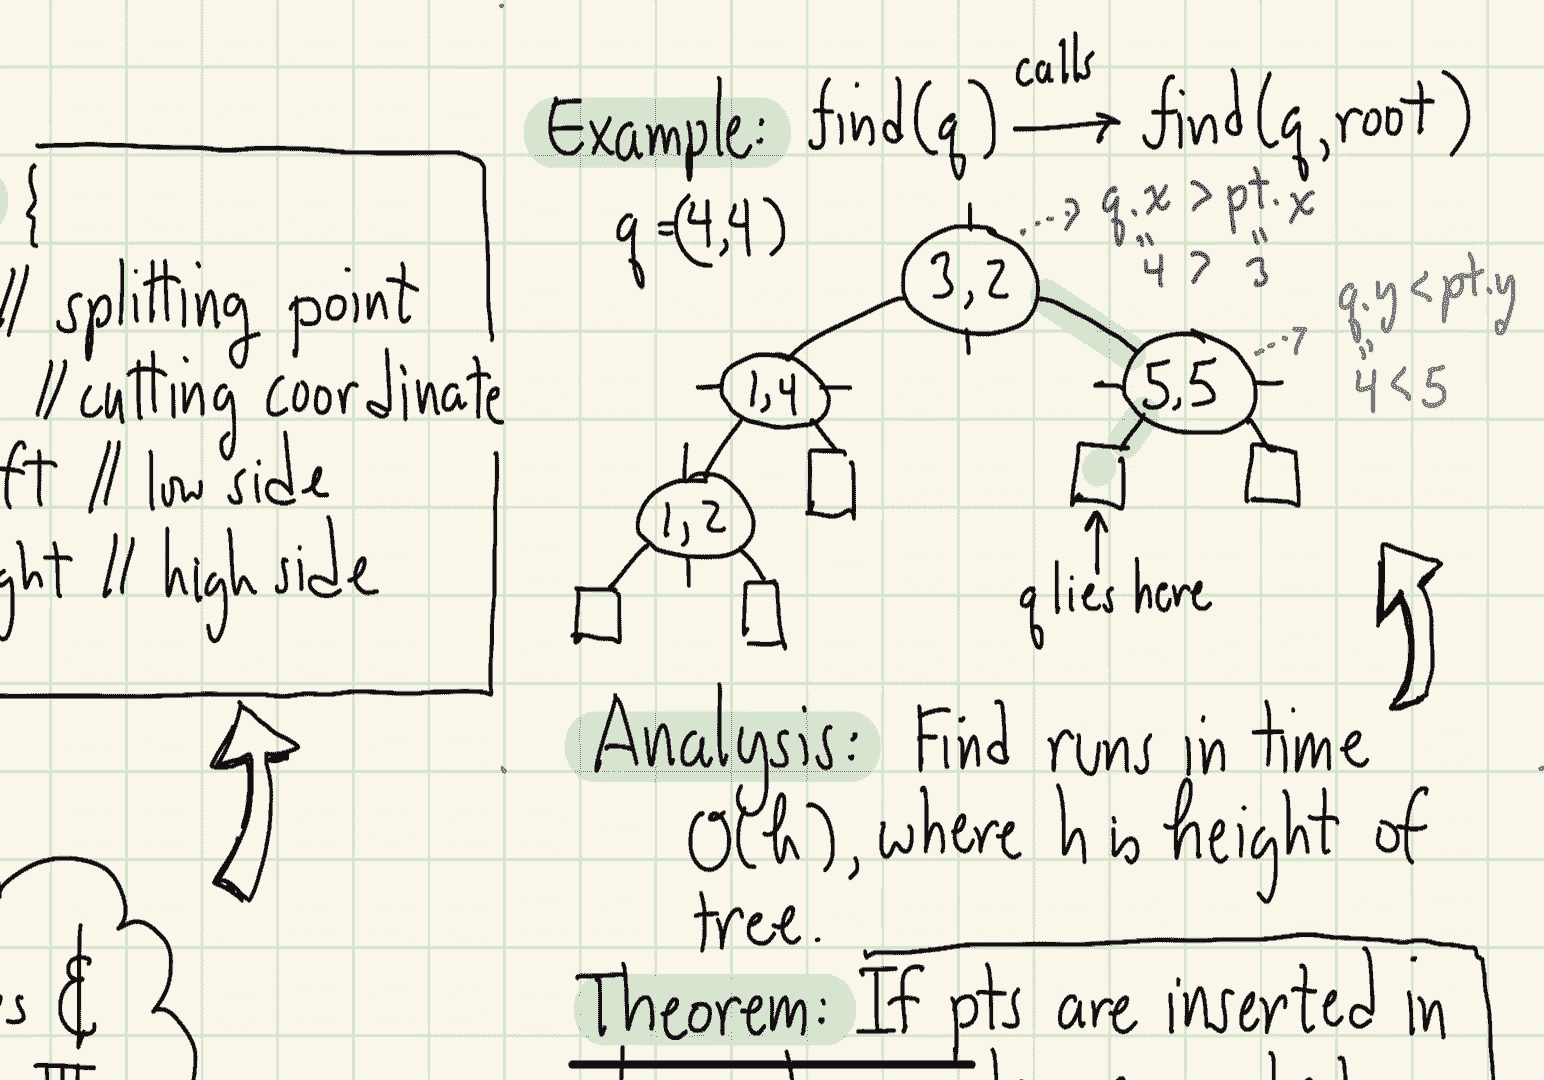 {
// splitting point
// cutting coordinate
ft // low side
ght // high side
s &
Example: find(q) calls → find(q, root)
q = (4,4)
q.x > pt.x
" "
4 > 3
q.y < pt.y
"
4 < 5
3,2
1,4
5,5
1,2
q lies here
Analysis: Find runs in time
O(h), where h is height of
tree.
Theorem: If pts are inserted in